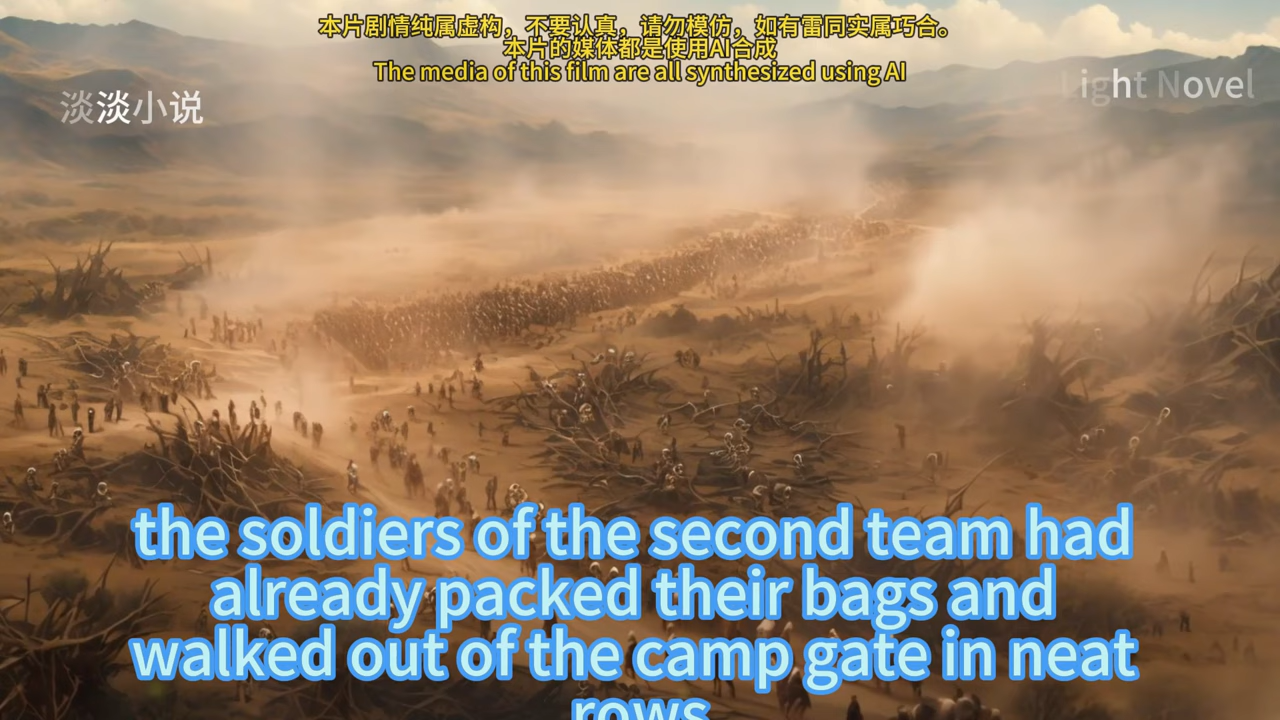 本片剧情纯属虚构，不要认真，请勿模仿，如有雷同实属巧合。
本片的媒体都是使用AI合成
The media of this film are all synthesized using AI
淡淡小说
Light Novel
the soldiers of the second team had
already packed their bags and
walked out of the camp gate in neat
rows